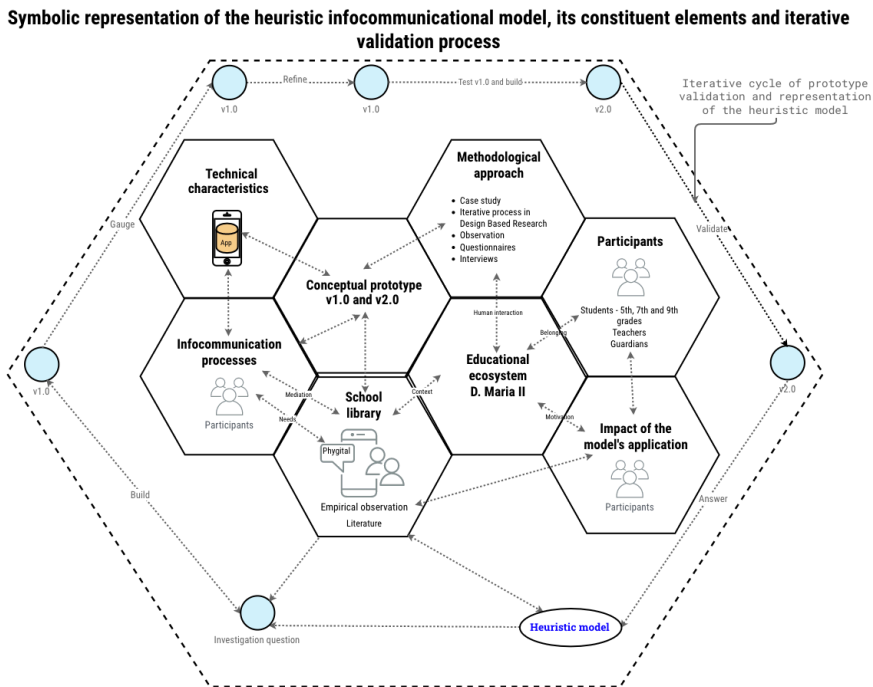 Symbolic representation of the heuristic infocommunicational model, its constituent elements and iterative
validation process
Refine
Test v1.0 and build
v1.0
v1.0
v2.0
Iterative cycle of prototype
validation and representation
of the heuristic model
Gauge
Validate
Technical
characteristics
App
Methodological
approach
• Case study
• Iterative process in
Design Based Research
• Observation
• Questionnaires
• Interviews
Participants
Students - 5th, 7th and 9th
grades
Teachers
Guardians
Conceptual prototype
v1.0 and v2.0
Human interaction
Belonging
Infocommunication
processes
Participants
Mediation
Needs
School
library
Context
Phygital
Empirical observation
Literature
Educational
ecosystem
D. Maria II
Motivation
Impact of the
model's application
Participants
v1.0
v2.0
Build
Answer
Investigation question
Heuristic model